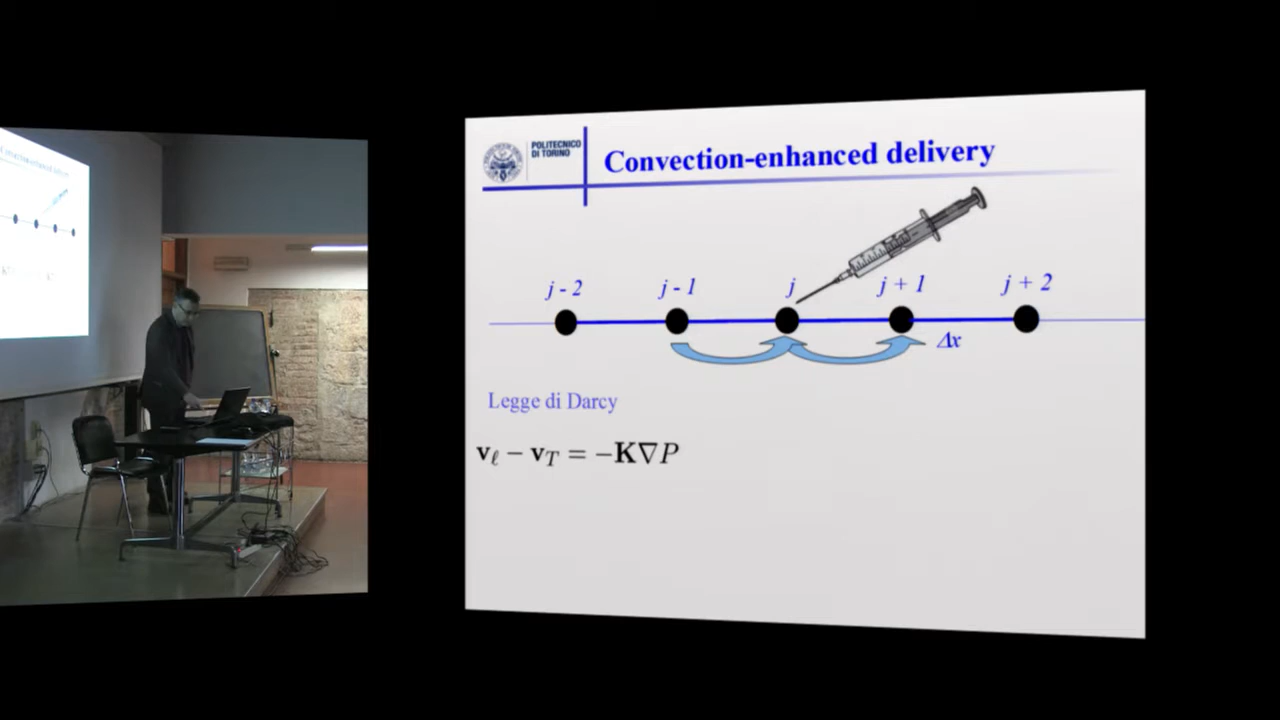 POLITECNICO
DI TORINO
Convection-enhanced delivery
j - 2 j - 1 j j + 1 j + 2
Δx
Legge di Darcy
v_ℓ − v_T = −K∇P